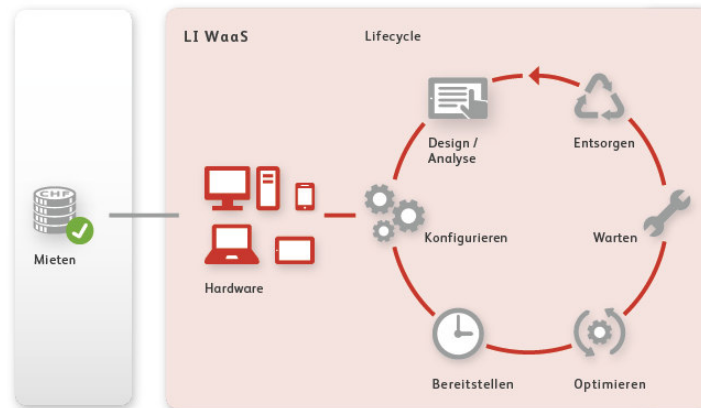 LI WaaS
Lifecycle
CHF
Mieten
Hardware
Design /
Analyse
Entsorgen
Konfigurieren
Warten
Bereitstellen
Optimieren